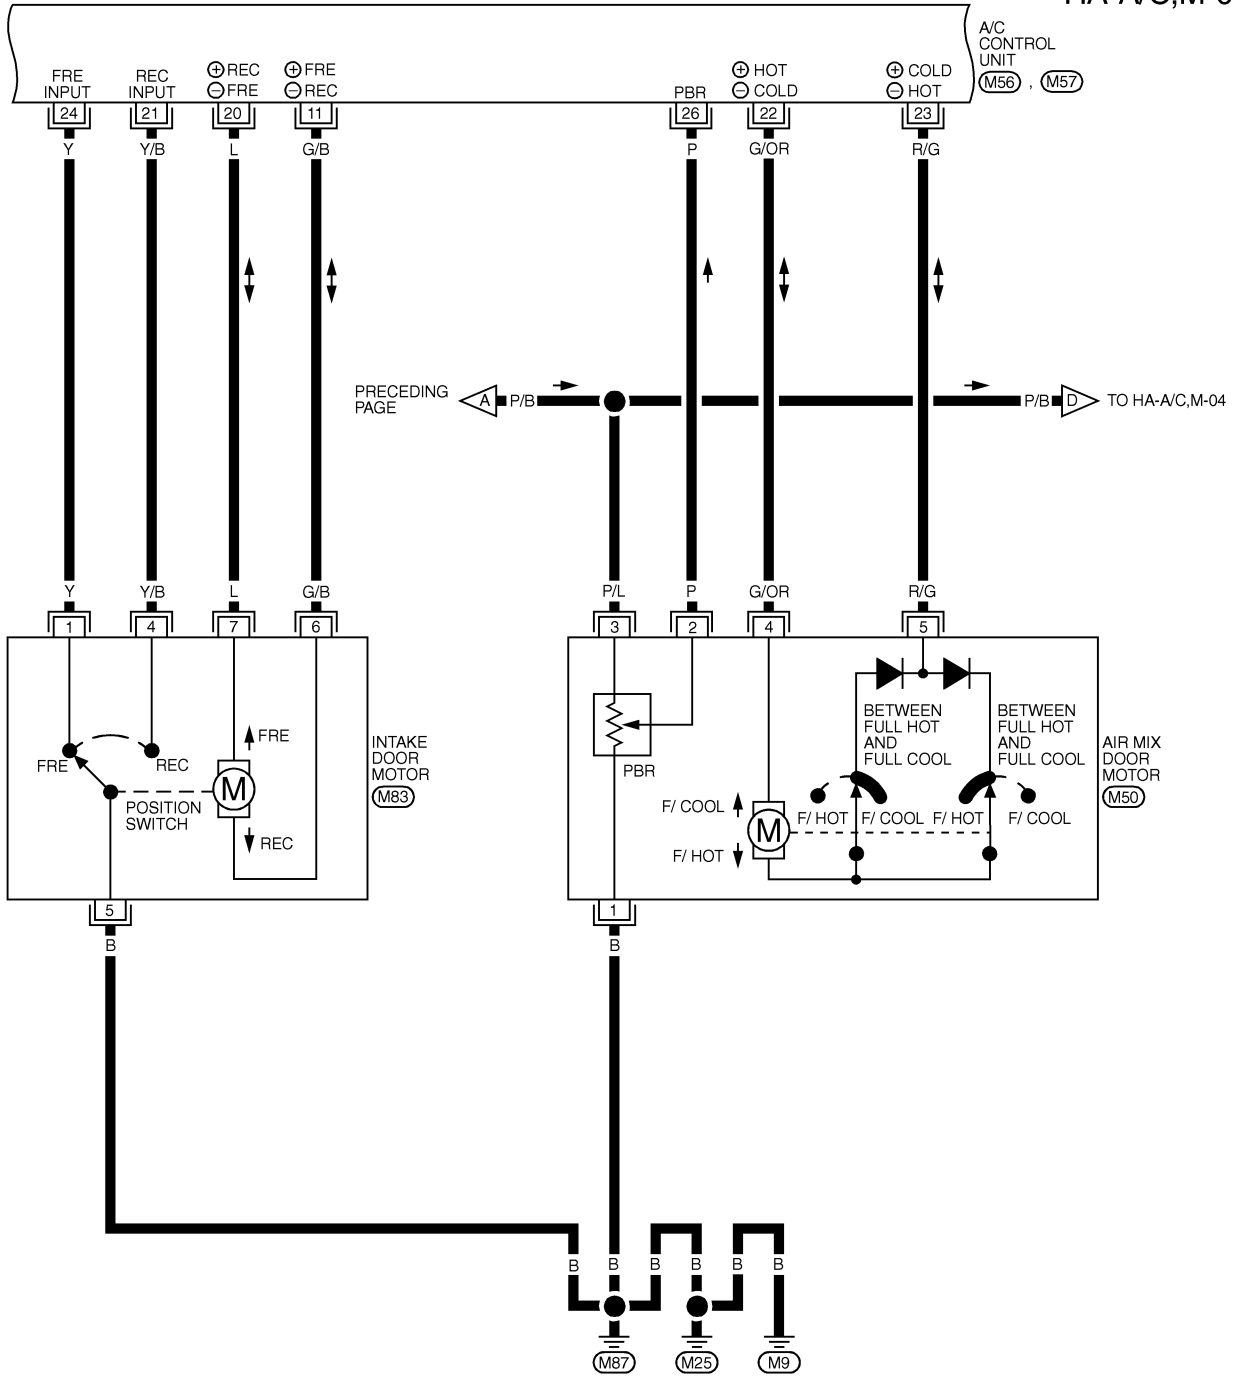 A/C
CONTROL
UNIT
M56 , M57
FRE
INPUT
REC
INPUT
+ REC
− FRE
+ FRE
− REC
PBR
+ HOT
− COLD
+ COLD
− HOT
24 21 20 11 26 22 23
Y Y/B L G/B P G/OR R/G
PRECEDING
PAGE
A P/B P/B D TO HA-A/C,M-04
Y Y/B L G/B P/L P G/OR R/G
1 4 7 6 3 2 4 5
FRE
REC
POSITION
SWITCH
M
FRE
REC
INTAKE
DOOR
MOTOR
M83
PBR
F/ COOL
M
F/ HOT
BETWEEN
FULL HOT
AND
FULL COOL
BETWEEN
FULL HOT
AND
FULL COOL
F/ HOT F/ COOL F/ HOT F/ COOL
AIR MIX
DOOR
MOTOR
M50
5 1
B B
B B B B B B
M87 M25 M9